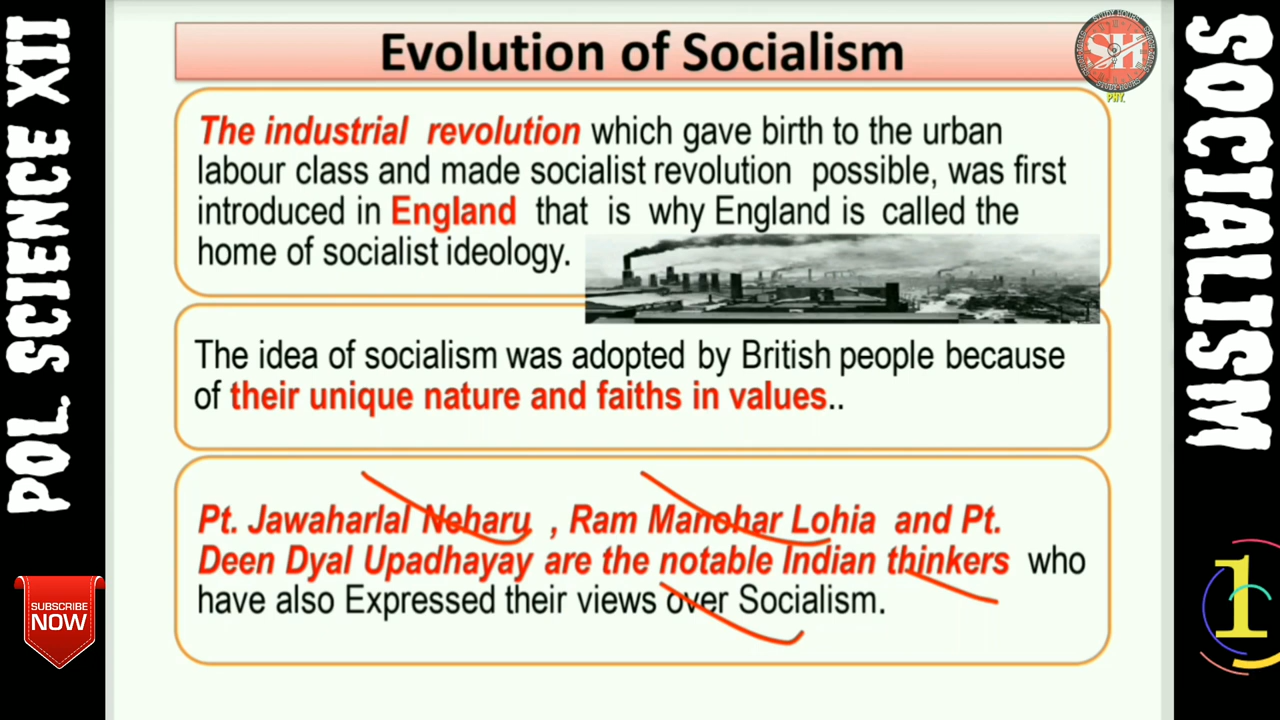 POL SCIENCE XII
Evolution of Socialism
SH
STUDY HOURS
PHY.
SOCIALISM
The industrial revolution which gave birth to the urban
labour class and made socialist revolution possible, was first
introduced in England that is why England is called the
home of socialist ideology.
The idea of socialism was adopted by British people because
of their unique nature and faiths in values..
Pt. Jawaharlal Neharu , Ram Manohar Lohia and Pt.
Deen Dyal Upadhayay are the notable Indian thinkers who
have also Expressed their views over Socialism.
SUBSCRIBE
NOW
1